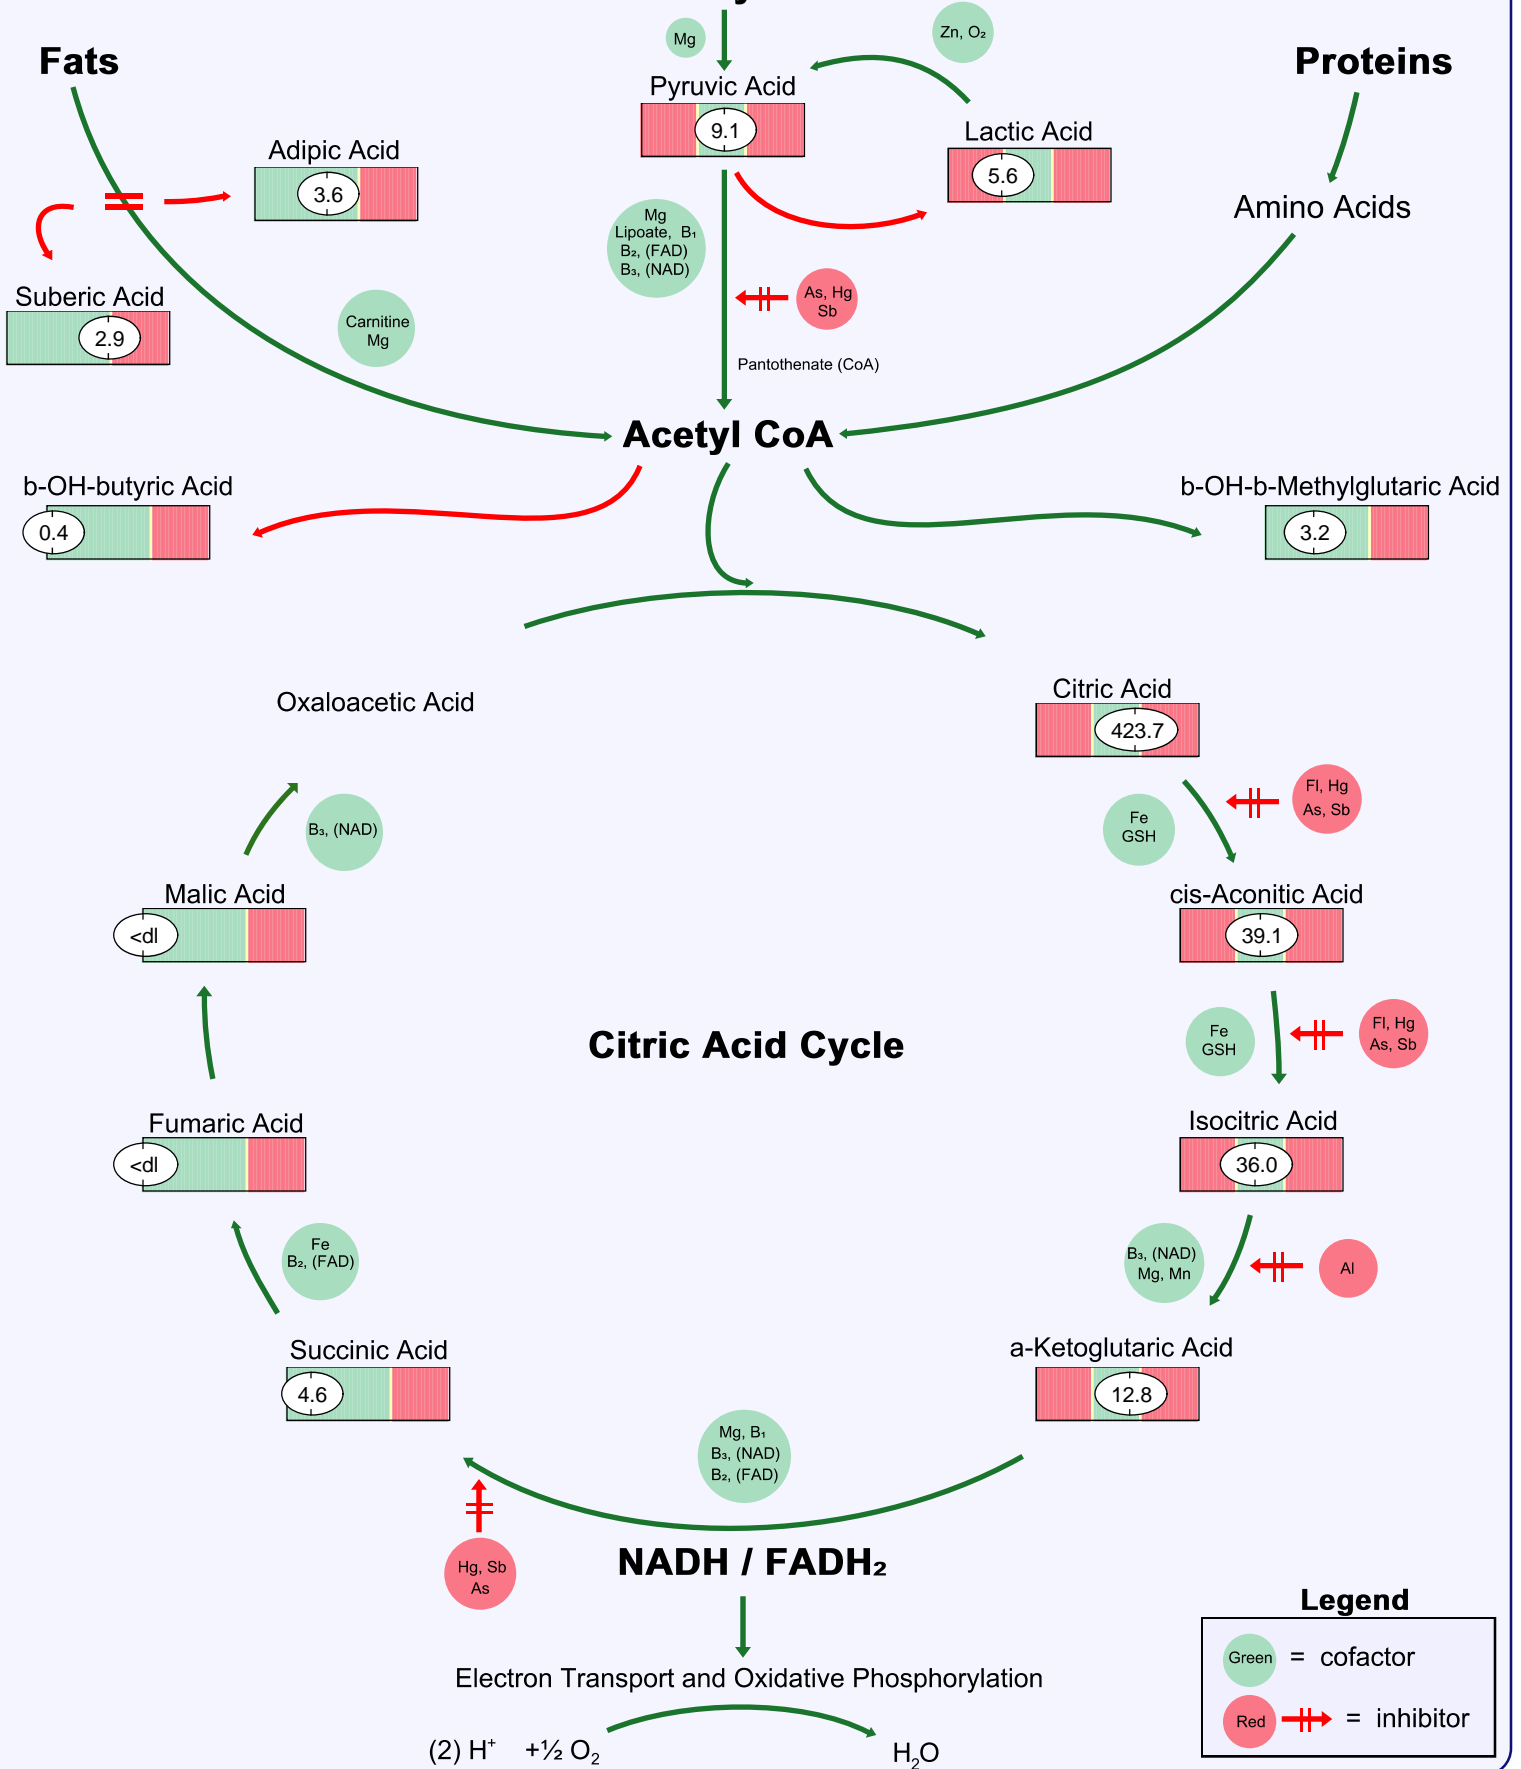 Mg
Zn, O₂
Fats
Proteins
Pyruvic Acid
9.1
Lactic Acid
5.6
Adipic Acid
3.6
Amino Acids
Mg
Lipoate, B₁
B₂, (FAD)
B₃, (NAD)
As, Hg
Sb
Suberic Acid
2.9
Carnitine
Mg
Pantothenate (CoA)
Acetyl CoA
b-OH-butyric Acid
0.4
b-OH-b-Methylglutaric Acid
3.2
Oxaloacetic Acid
Citric Acid
423.7
Fl, Hg
As, Sb
Fe
GSH
B₃, (NAD)
Malic Acid
<dl
cis-Aconitic Acid
39.1
Citric Acid Cycle
Fe
GSH
Fl, Hg
As, Sb
Fumaric Acid
<dl
Isocitric Acid
36.0
Fe
B₂, (FAD)
B₃, (NAD)
Mg, Mn
Al
Succinic Acid
4.6
a-Ketoglutaric Acid
12.8
Mg, B₁
B₃, (NAD)
B₂, (FAD)
Hg, Sb
As
NADH / FADH₂
Electron Transport and Oxidative Phosphorylation
(2) H⁺ +½ O₂
H₂O
Legend
Green = cofactor
Red = inhibitor